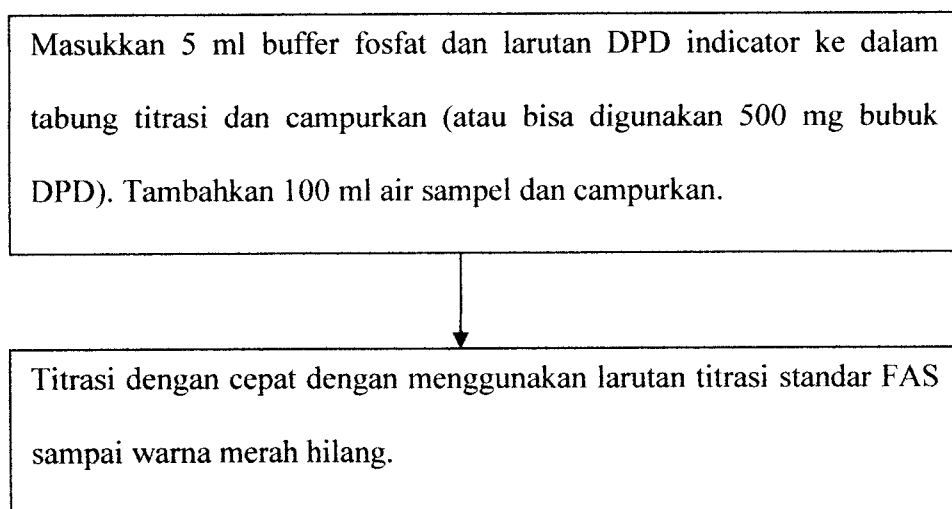 Masukkan 5 ml buffer fosfat dan larutan DPD indicator ke dalam
tabung titrasi dan campurkan (atau bisa digunakan 500 mg bubuk
DPD). Tambahkan 100 ml air sampel dan campurkan.
Titrasi dengan cepat dengan menggunakan larutan titrasi standar FAS
sampai warna merah hilang.